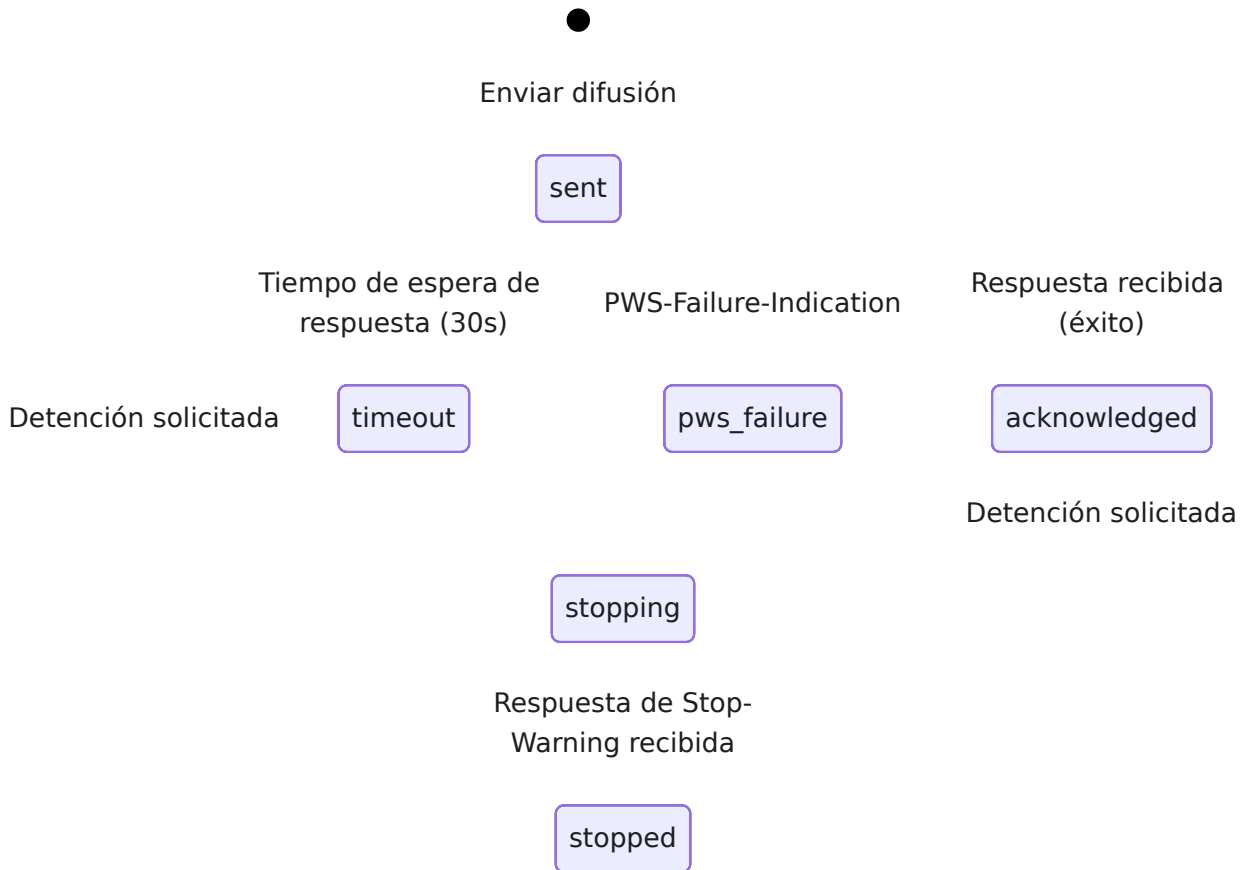 Enviar difusión
sent
Tiempo de espera de
respuesta (30s)
PWS-Failure-Indication
Respuesta recibida
(éxito)
Detención solicitada
timeout
pws_failure
acknowledged
Detención solicitada
stopping
Respuesta de Stop-
Warning recibida
stopped